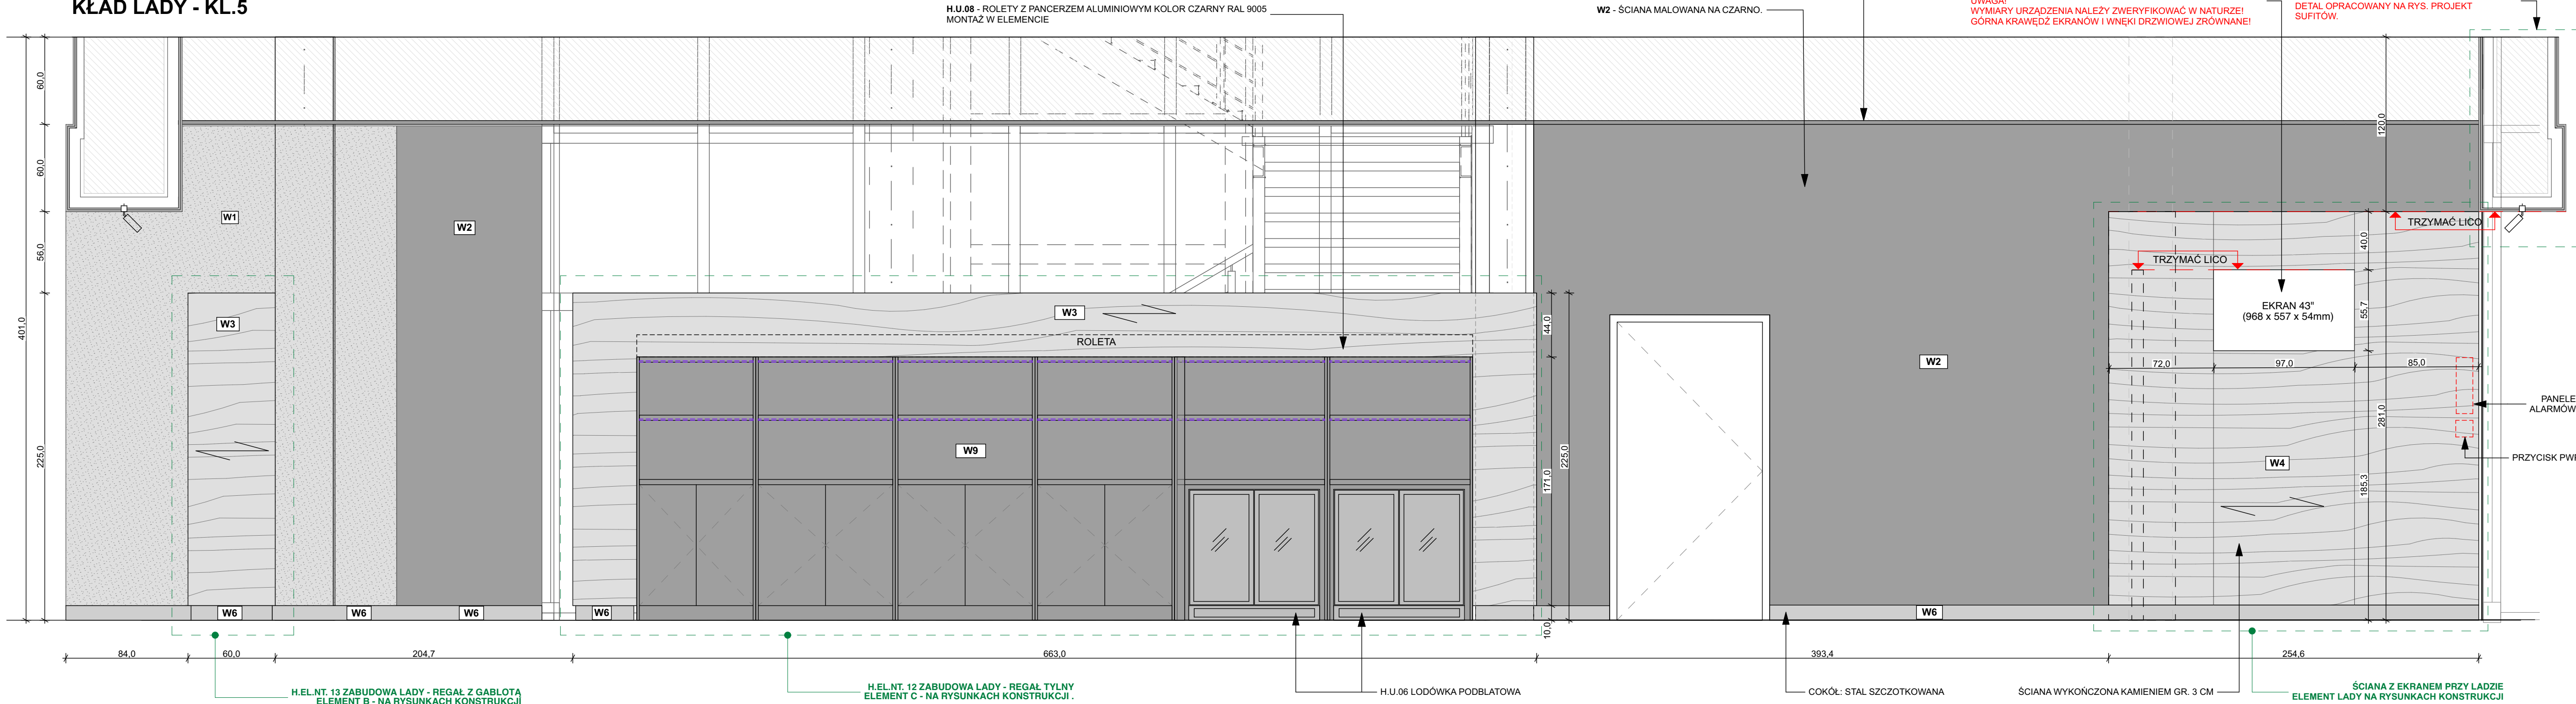 KŁAD LADY - KL.5
H.U.08 - ROLETY Z PANCERZEM ALUMINIOWYM KOLOR CZARNY RAL 9005
MONTAŻ W ELEMENCIE
W2 - ŚCIANA MALOWANA NA CZARNO.
UWAGA!
WYMIARY URZĄDZENIA NALEŻY ZWERYFIKOWAĆ W NATURZE!
GÓRNA KRAWĘDŹ EKRANÓW I WNĘKI DRZWIOWEJ ZRÓWNANE!
DETAL OPRACOWANY NA RYS. PROJEKT
SUFITÓW.
401,0
60,0
60,0
56,0
225,0
W1
W2
W3
W6
W6
W6
W6
W3
ROLETA
W9
44,0
171,0
225,0
10,0
W2
W6
120,0
TRZYMAĆ LICO
TRZYMAĆ LICO
40,0
EKRAN 43"
(968 x 557 x 54mm)
55,7
72,0
97,0
85,0
281,0
185,3
W4
PANELE
ALARMÓW
PRZYCISK
84,0
60,0
204,7
663,0
393,4
254,6
H.EL.NT. 13 ZABUDOWA LADY - REGAŁ Z GABLOTĄ
ELEMENT B - NA RYSUNKACH KONSTRUKCJI
H.EL.NT. 12 ZABUDOWA LADY - REGAŁ TYLNY
ELEMENT C - NA RYSUNKACH KONSTRUKCJI .
H.U.06 LODÓWKA PODBLATOWA
COKÓŁ: STAL SZCZOTKOWANA
ŚCIANA WYKOŃCZONA KAMIENIEM GR. 3 CM
ŚCIANA Z EKRANEM PRZY LADZIE
ELEMENT LADY NA RYSUNKACH KONSTRUKCJI